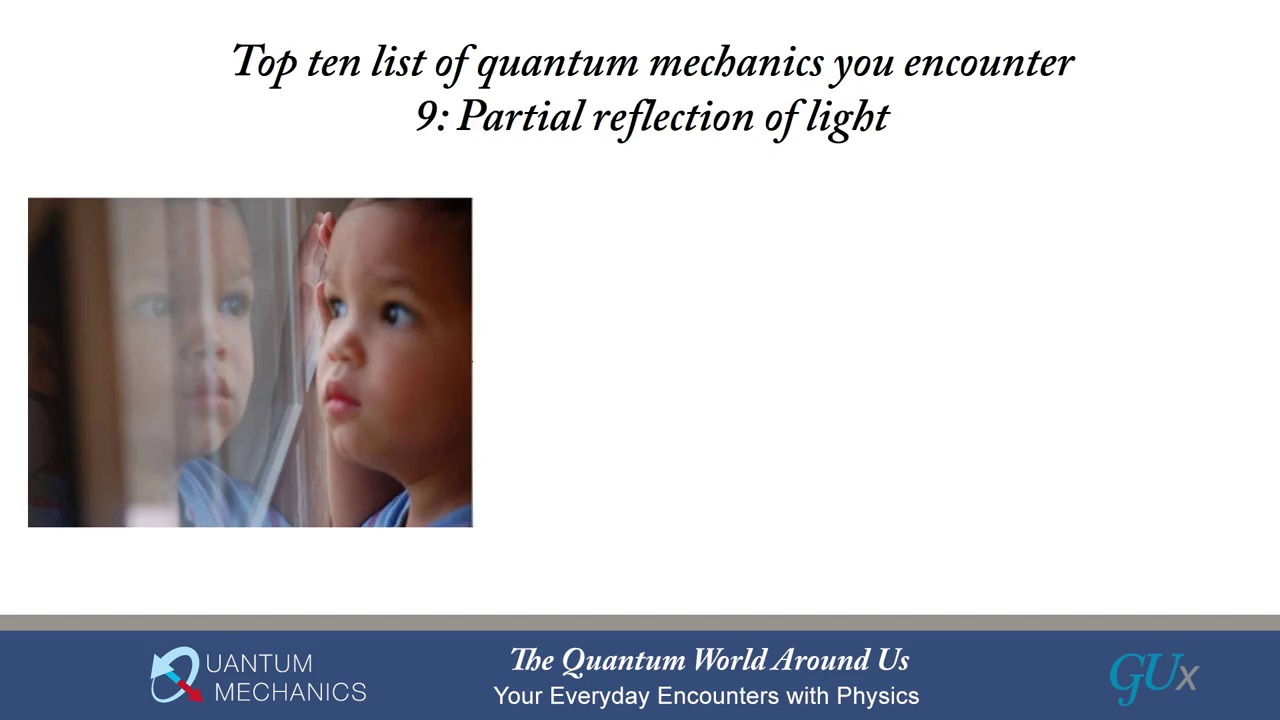 Top ten list of quantum mechanics you encounter
9: Partial reflection of light
QUANTUM
MECHANICS
The Quantum World Around Us
Your Everyday Encounters with Physics
GUx